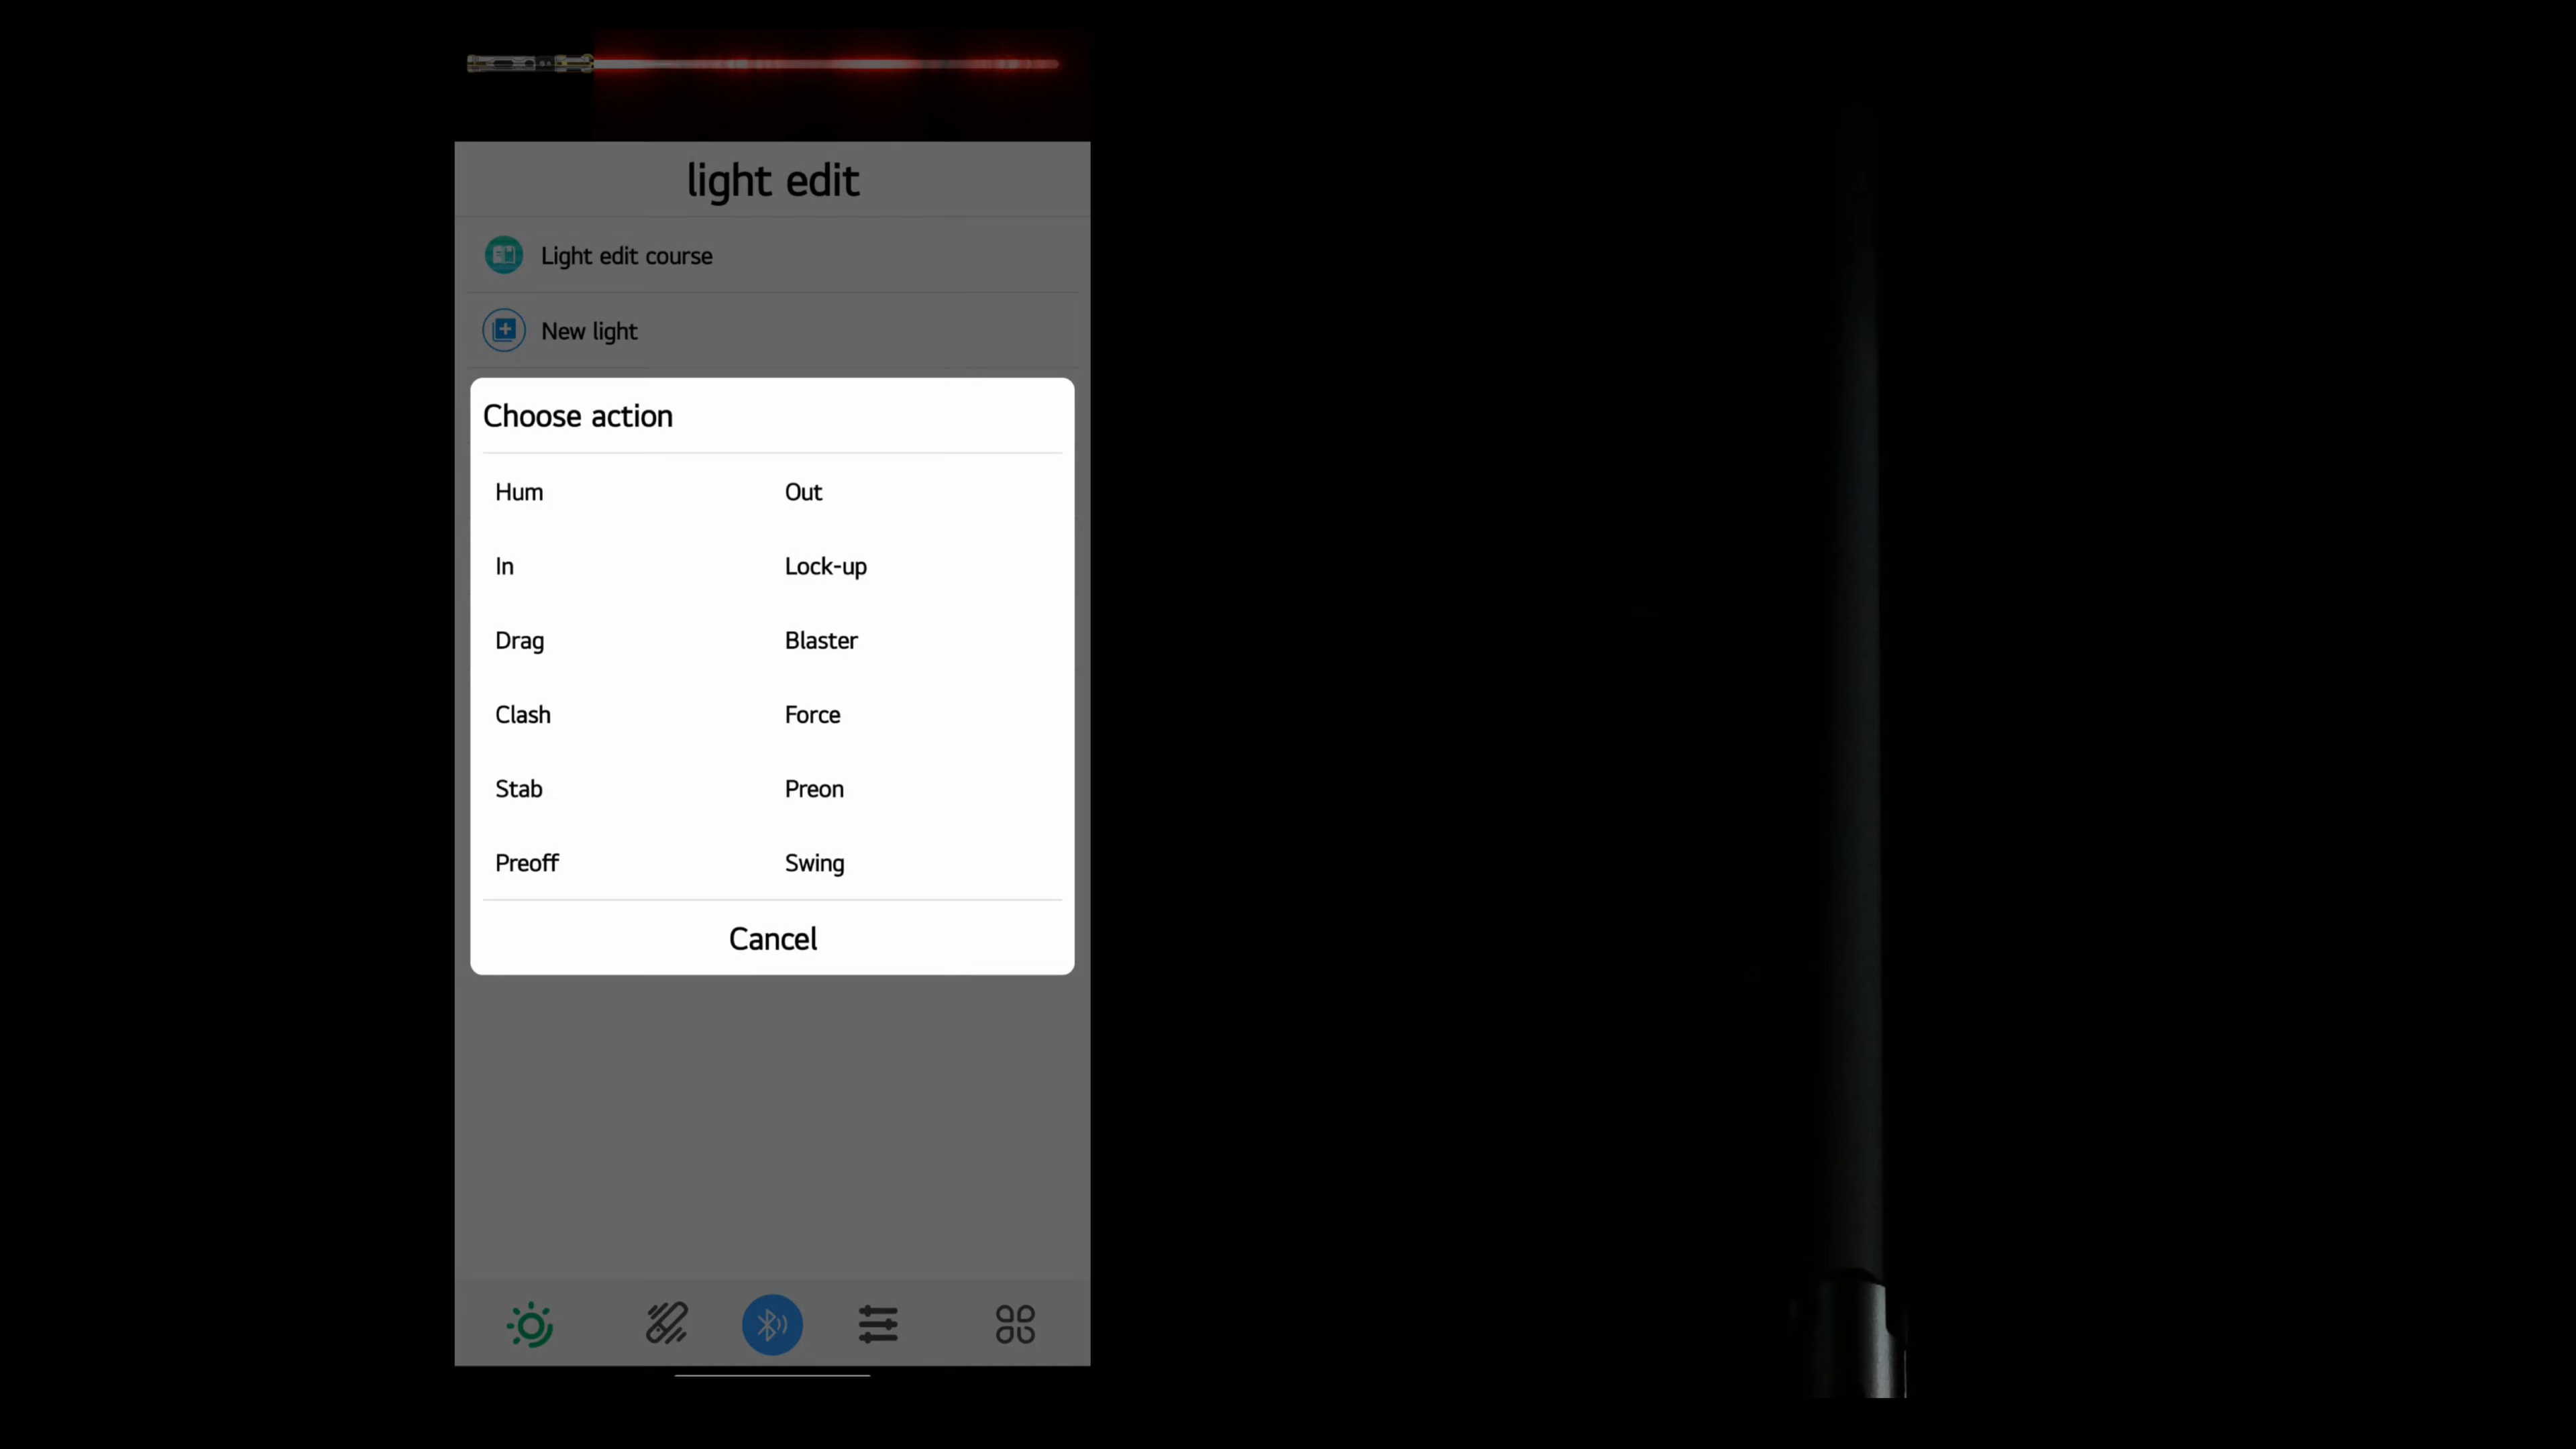 light edit
Light edit course
New light
Choose action
Hum Out
In Lock-up
Drag Blaster
Clash Force
Stab Preon
Preoff Swing
Cancel